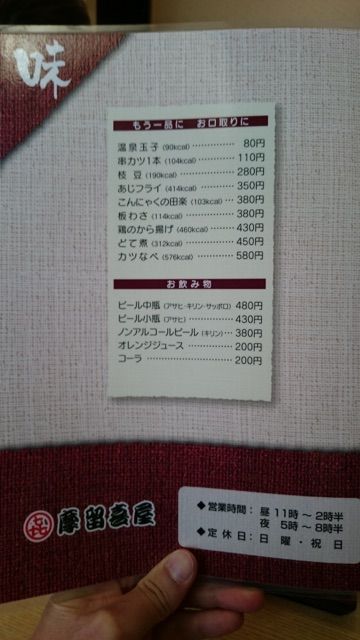 味
もう一品に お口取りに
温泉玉子(90kcal)………… 80円
串カツ1本(104kcal)………… 110円
枝豆(190kcal)………… 280円
あじフライ(414kcal)………… 350円
こんにゃくの田楽(103kcal)… 380円
板わさ(114kcal)………… 380円
鶏のから揚げ(460kcal)…… 430円
どて煮(312kcal)………… 450円
カツなべ(576kcal)………… 580円
お飲み物
ビール中瓶(アサヒ・キリン・サッポロ) 480円
ビール小瓶(アサヒ)………… 430円
ノンアルコールビール(キリン)… 380円
オレンジジュース………… 200円
コーラ………… 200円
摩留喜屋
◆営業時間：昼 11時～2時半
夜 5時～8時半
◆定休日：日曜・祝日